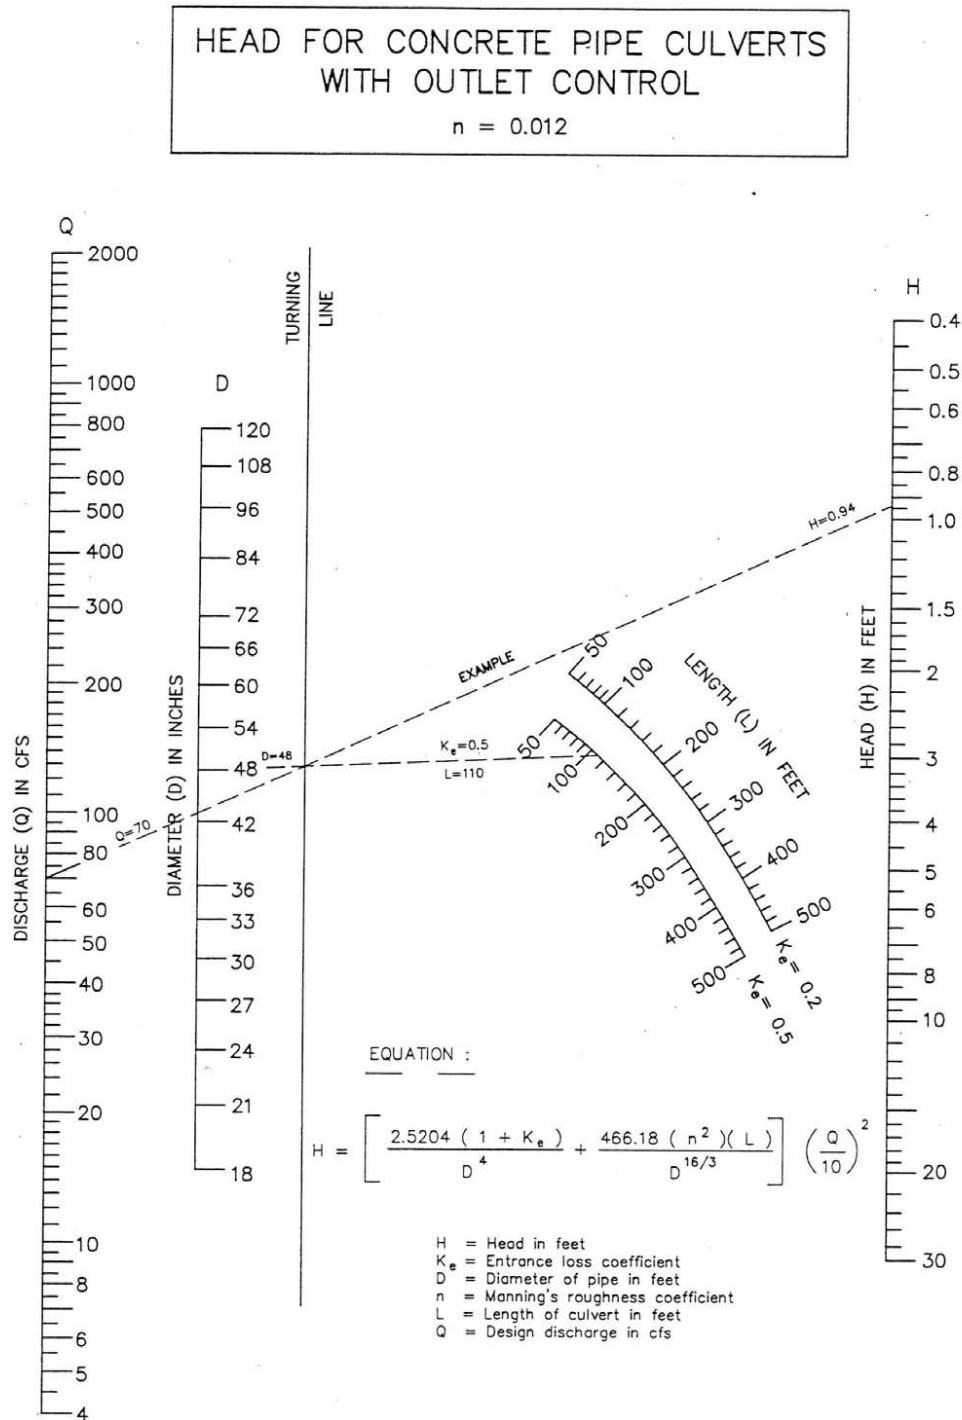 HEAD FOR CONCRETE PIPE CULVERTS
WITH OUTLET CONTROL
n = 0.012
Q
2000
1000
800
600
500
400
300
200
100
80
60
50
40
30
20
10
8
6
5
4
DISCHARGE (Q) IN CFS
D
120
108
96
84
72
66
60
54
48
42
36
33
30
27
24
21
18
DIAMETER (D) IN INCHES
TURNING
LINE
Q=70
D=48
EXAMPLE
H=0.94
Ke=0.5
L=110
50
100
200
300
400
500
Ke= 0.2
LENGTH (L) IN FEET
50
100
200
300
400
500
Ke= 0.5
H
0.4
0.5
0.6
0.8
1.0
1.5
2
3
4
5
6
8
10
20
30
HEAD (H) IN FEET
EQUATION :
H = [ 2.5204 ( 1 + Ke ) / D^4 + 466.18 ( n^2 )( L ) / D^16/3 ] ( Q / 10 )^2
H = Head in feet
Ke = Entrance loss coefficient
D = Diameter of pipe in feet
n = Manning's roughness coefficient
L = Length of culvert in feet
Q = Design discharge in cfs